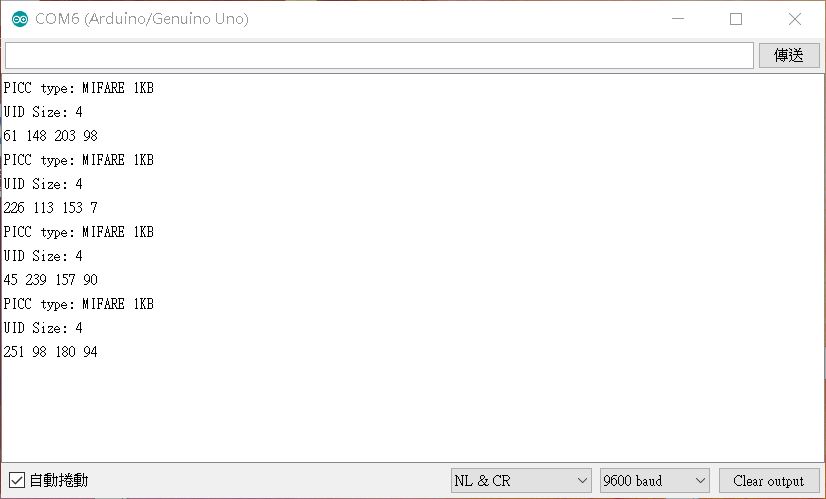 COM6 (Arduino/Genuino Uno)
傳送
PICC type: MIFARE 1KB
UID Size: 4
61 148 203 98
PICC type: MIFARE 1KB
UID Size: 4
226 113 153 7
PICC type: MIFARE 1KB
UID Size: 4
45 239 157 90
PICC type: MIFARE 1KB
UID Size: 4
251 98 180 94
自動捲動
NL & CR
9600 baud
Clear output